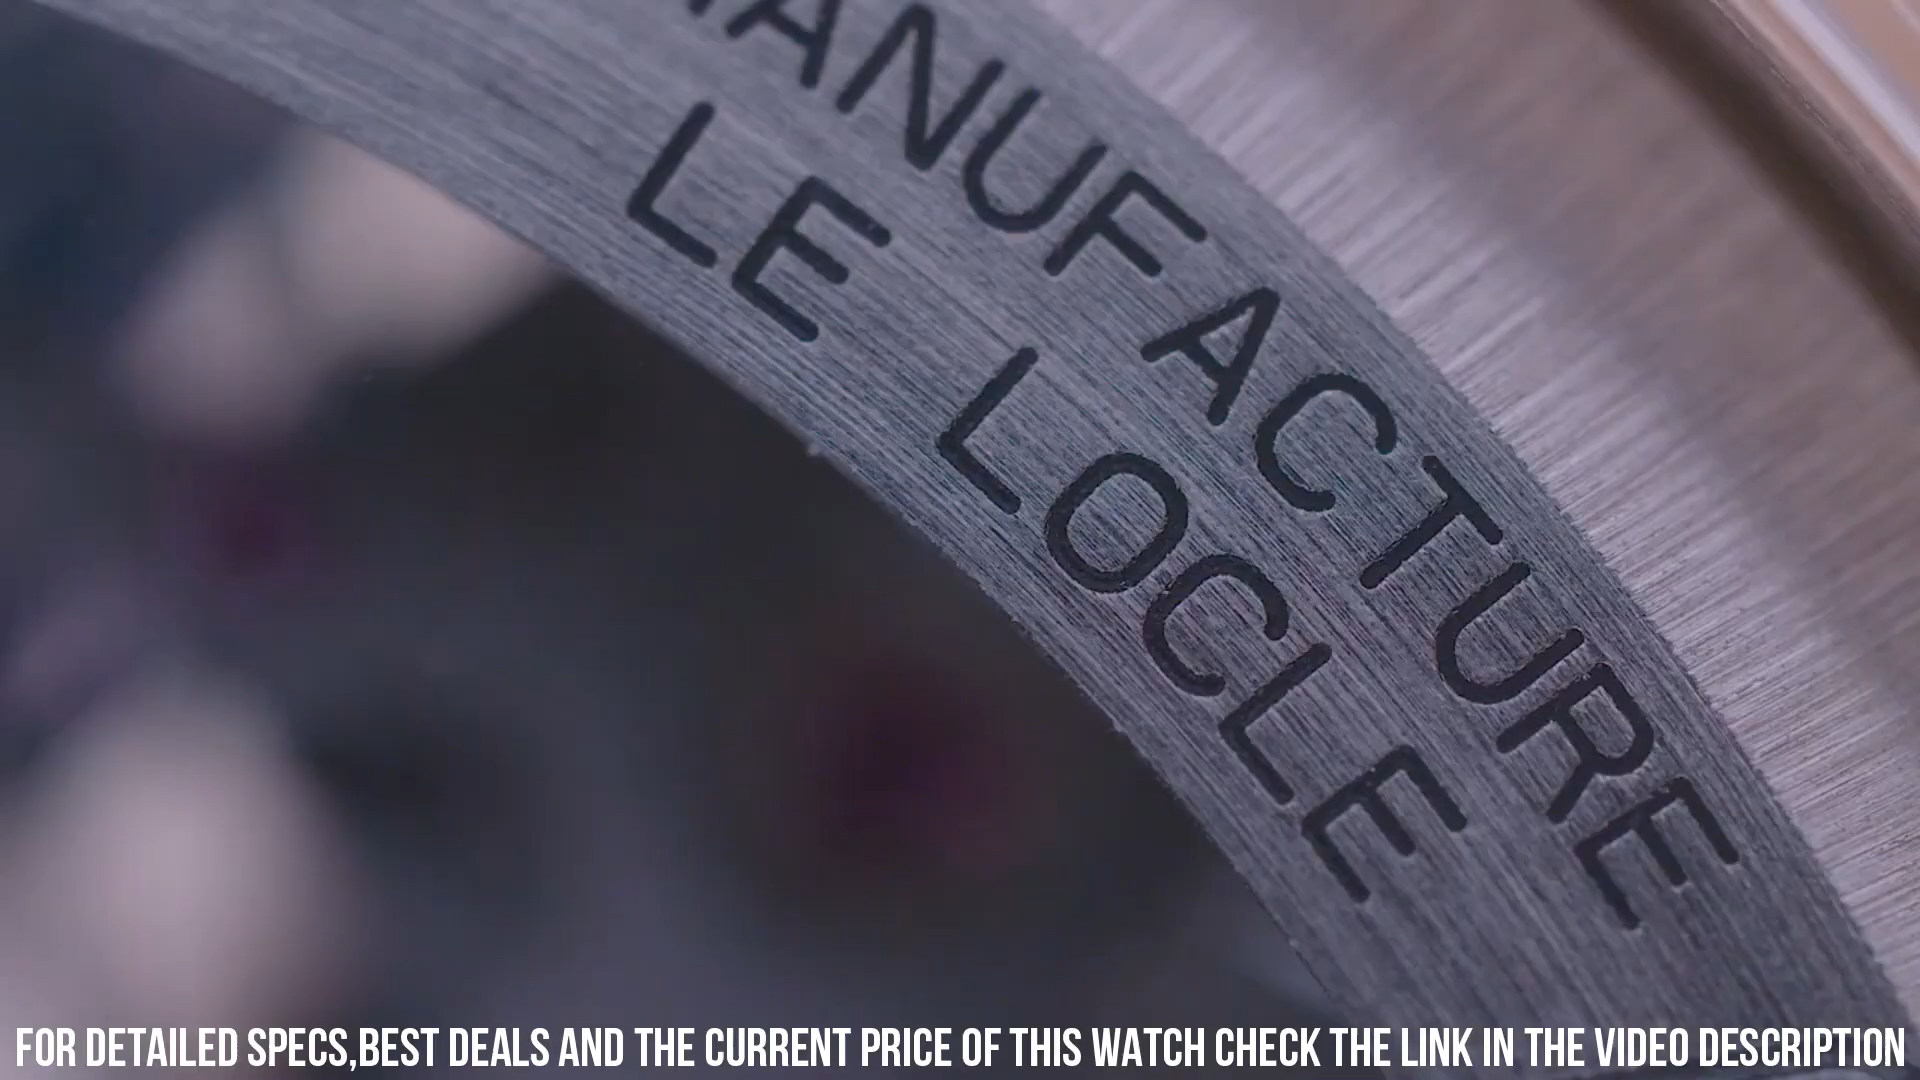 MANUFACTURE
LE LOCLE
FOR DETAILED SPECS,BEST DEALS AND THE CURRENT PRICE OF THIS WATCH CHECK THE LINK IN THE VIDEO DESCRIPTION